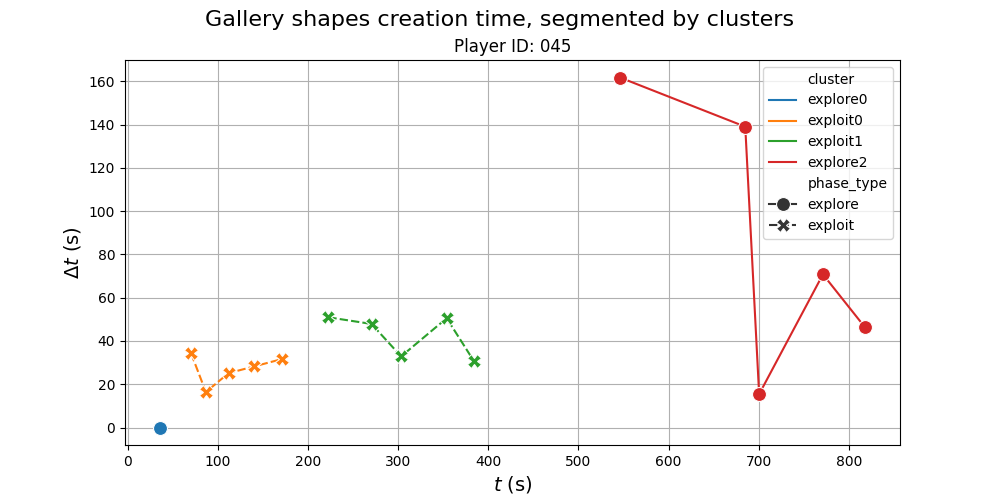 Gallery shapes creation time, segmented by clusters
Player ID: 045
160
140
120
100
80
60
40
20
0
Δt (s)
cluster
explore0
exploit0
exploit1
explore2
phase_type
explore
exploit
0 100 200 300 400 500 600 700 800
t (s)